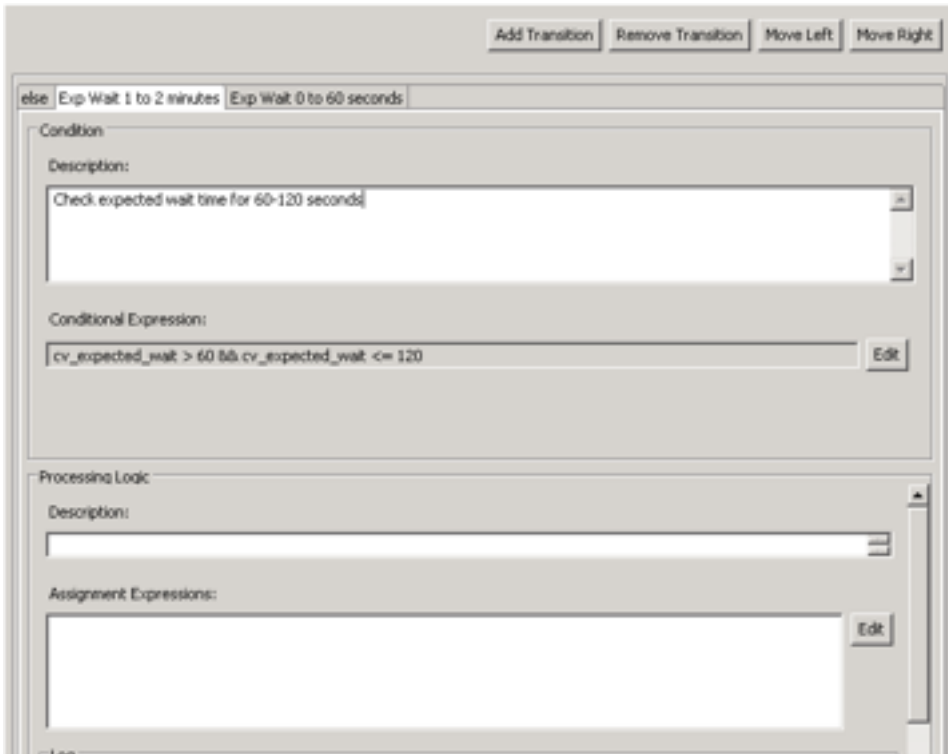 Add Transition Remove Transition Move Left Move Right
else Exp Wait 1 to 2 minutes Exp Wait 0 to 60 seconds
Condition
Description:
Check expected wait time for 60-120 seconds
Conditional Expression:
cv_expected_wait > 60 && cv_expected_wait <= 120 Edit
Processing Logic
Description:
Assignment Expressions:
Edit